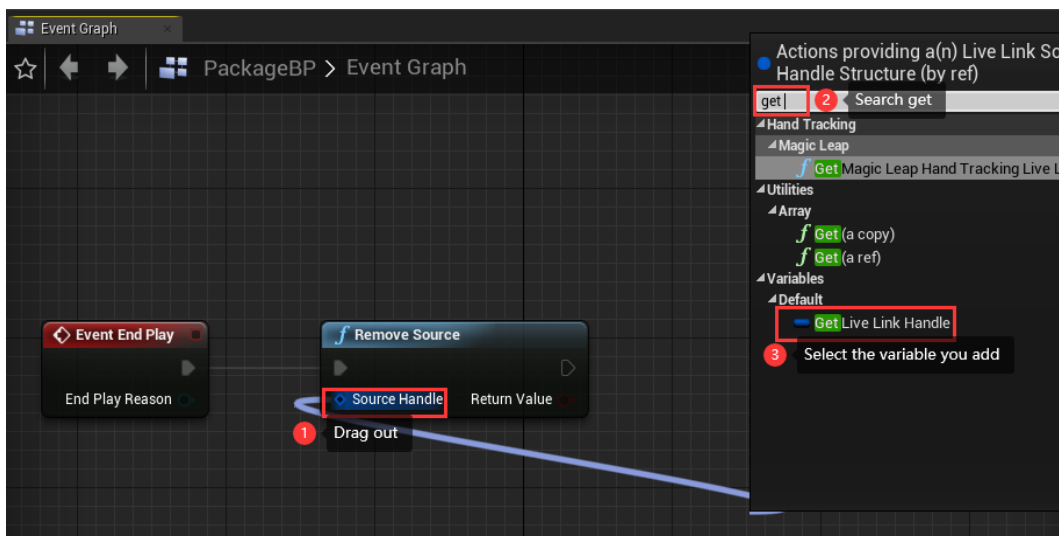 Event Graph
PackageBP > Event Graph
Actions providing a(n) Live Link
Handle Structure (by ref)
get
2 Search get
Hand Tracking
Magic Leap
f Get Magic Leap Hand Tracking Live
Utilities
Array
f Get (a copy)
f Get (a ref)
Variables
Default
Get Live Link Handle
3 Select the variable you add
Event End Play
End Play Reason
f Remove Source
Source Handle Return Value
1 Drag out